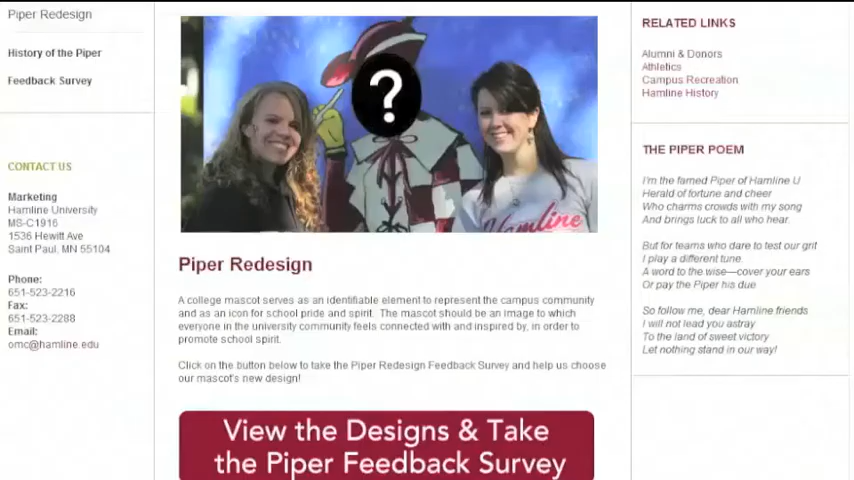 Piper Redesign
History of the Piper
Feedback Survey
CONTACT US
Marketing
Hamline University
MS-C1916
1536 Hewitt Ave
Saint Paul, MN 55104
Phone:
651-523-2216
Fax:
651-523-2288
Email:
omc@hamline.edu
?
Hamline
Piper Redesign
A college mascot serves as an identifiable element to represent the campus community
and as an icon for school pride and spirit. The mascot should be an image to which
everyone in the university community feels connected with and inspired by, in order to
promote school spirit.
Click on the button below to take the Piper Redesign Feedback Survey and help us choose
our mascot's new design!
View the Designs & Take
the Piper Feedback Survey
RELATED LINKS
Alumni & Donors
Athletics
Campus Recreation
Hamline History
THE PIPER POEM
I'm the famed Piper of Hamline U
Herald of fortune and cheer
Who charms crowds with my song
And brings luck to all who hear.
But for teams who dare to test our grit
I play a different tune
A word to the wise—cover your ears
Or pay the Piper his due
So follow me, dear Hamline friends
I will not lead you astray
To the land of sweet victory
Let nothing stand in our way!